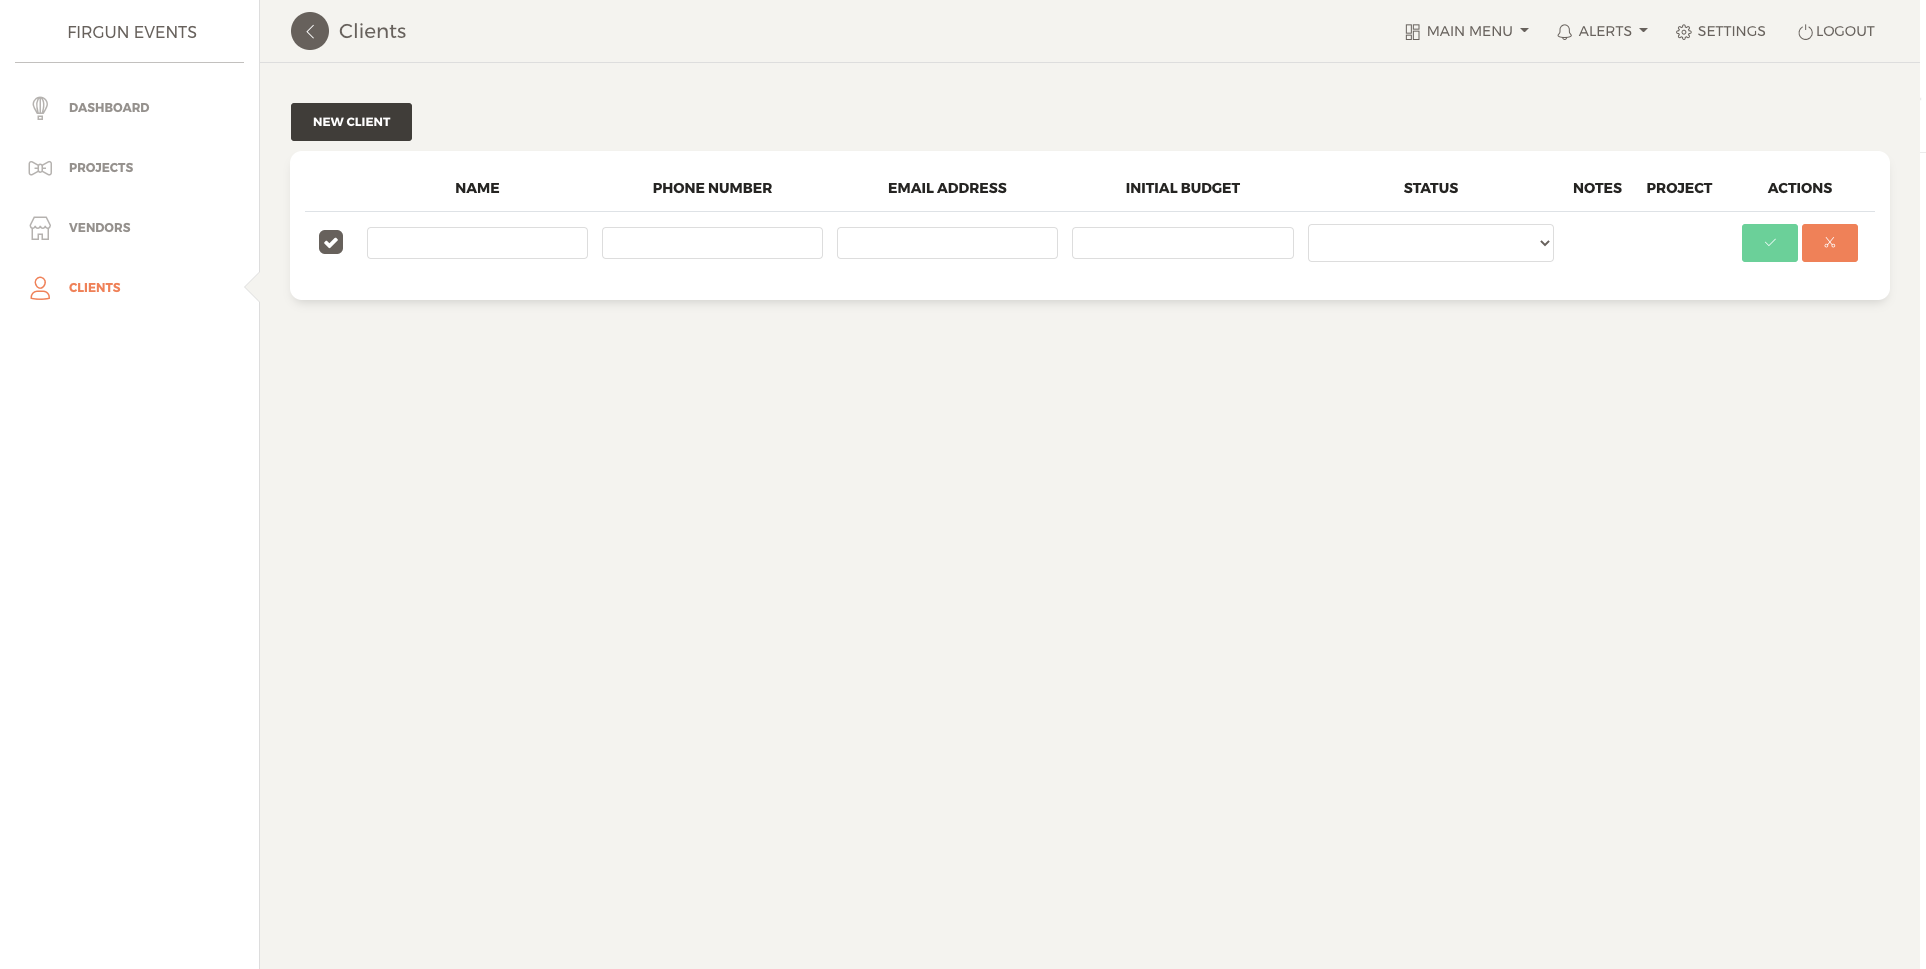 FIRGUN EVENTS
Clients
MAIN MENU
ALERTS
SETTINGS
LOGOUT
DASHBOARD
PROJECTS
VENDORS
CLIENTS
NEW CLIENT
NAME PHONE NUMBER EMAIL ADDRESS INITIAL BUDGET STATUS NOTES PROJECT ACTIONS